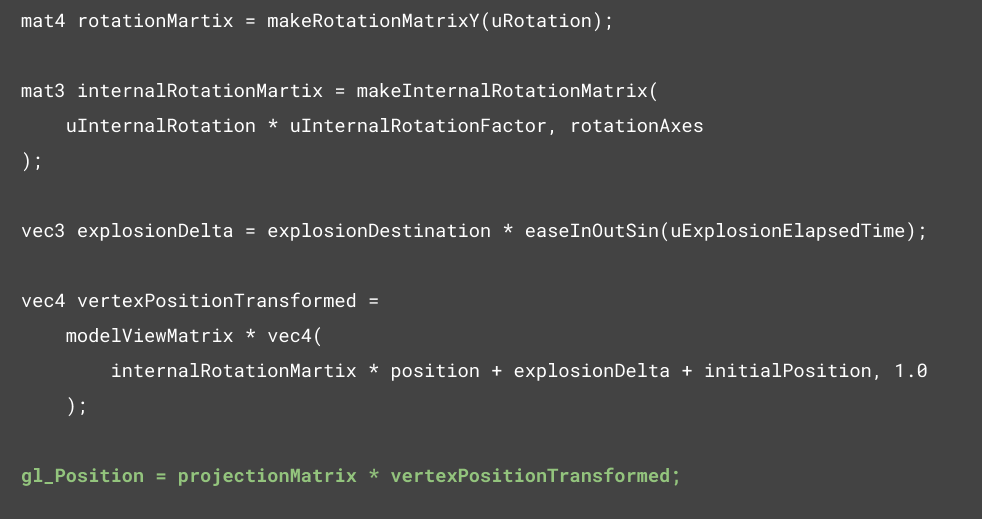 mat4 rotationMartix = makeRotationMatrixY(uRotation);
mat3 internalRotationMartix = makeInternalRotationMatrix(
    uInternalRotation * uInternalRotationFactor, rotationAxes
);
vec3 explosionDelta = explosionDestination * easeInOutSin(uExplosionElapsedTime);
vec4 vertexPositionTransformed =
    modelViewMatrix * vec4(
        internalRotationMartix * position + explosionDelta + initialPosition, 1.0
    );
gl_Position = projectionMatrix * vertexPositionTransformed;